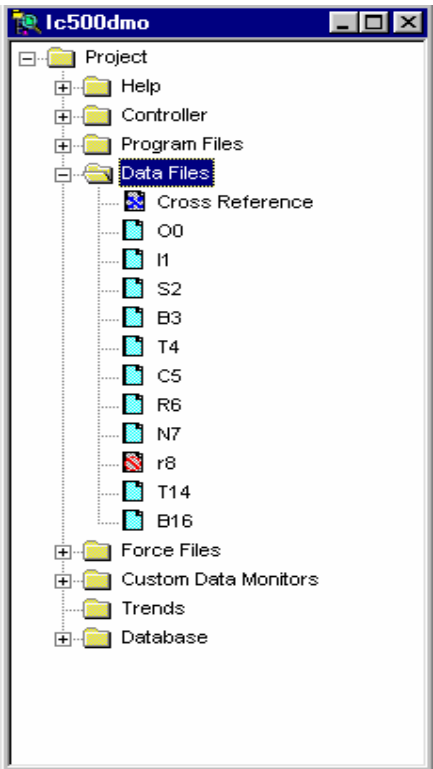 lc500dmo
Project
Help
Controller
Program Files
Data Files
Cross Reference
O0
I1
S2
B3
T4
C5
R6
N7
r8
T14
B16
Force Files
Custom Data Monitors
Trends
Database